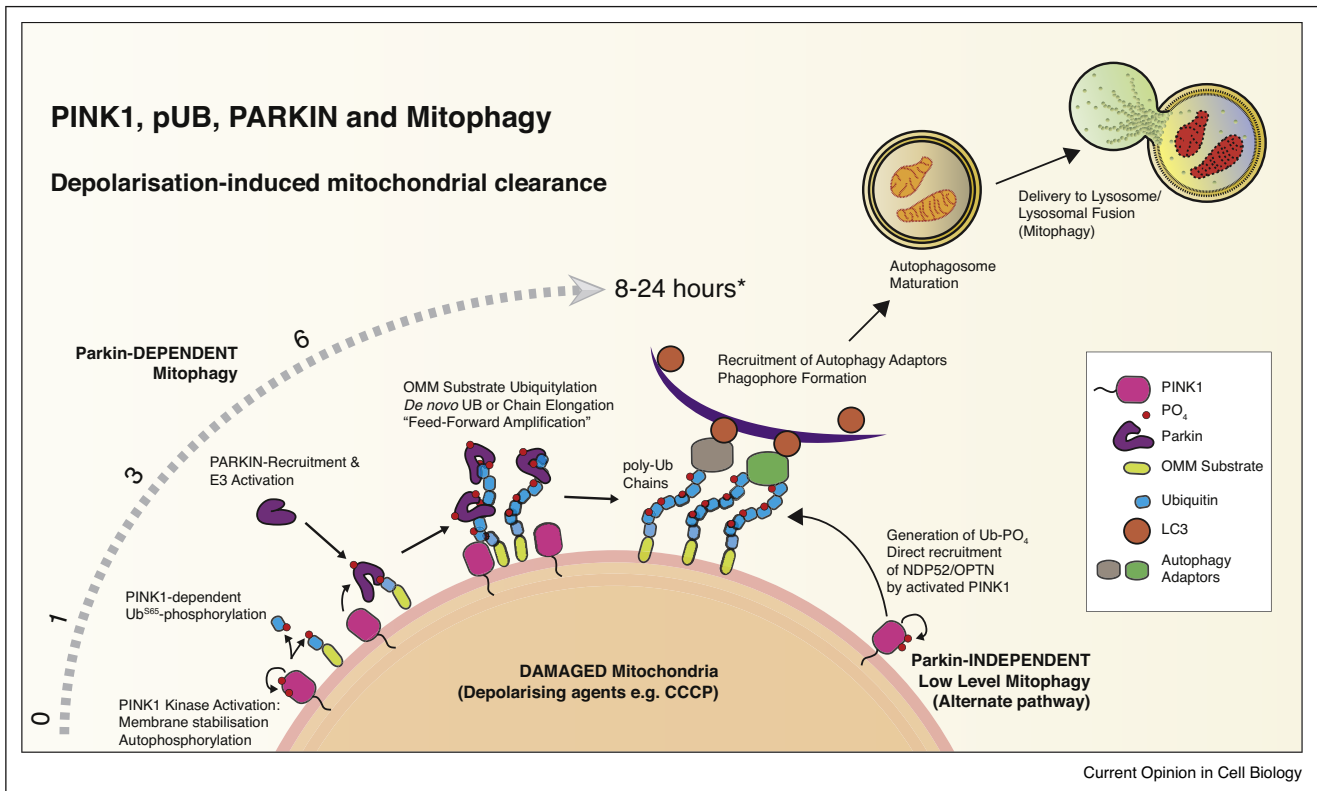 PINK1, pUB, PARKIN and Mitophagy
Depolarisation-induced mitochondrial clearance
Delivery to Lysosome/
Lysosomal Fusion
(Mitophagy)
Autophagosome
Maturation
8-24 hours*
6
3
1
0
Parkin-DEPENDENT
Mitophagy
Recruitment of Autophagy Adaptors
Phagophore Formation
OMM Substrate Ubiquitylation
De novo UB or Chain Elongation
“Feed-Forward Amplification”
PARKIN-Recruitment &
E3 Activation
poly-Ub
Chains
PINK1-dependent
Ub^S65-phosphorylation
PINK1 Kinase Activation:
Membrane stabilisation
Autophosphorylation
DAMAGED Mitochondria
(Depolarising agents e.g. CCCP)
Generation of Ub-PO₄
Direct recruitment
of NDP52/OPTN
by activated PINK1
Parkin-INDEPENDENT
Low Level Mitophagy
(Alternate pathway)
PINK1
PO₄
Parkin
OMM Substrate
Ubiquitin
LC3
Autophagy
Adaptors
Current Opinion in Cell Biology